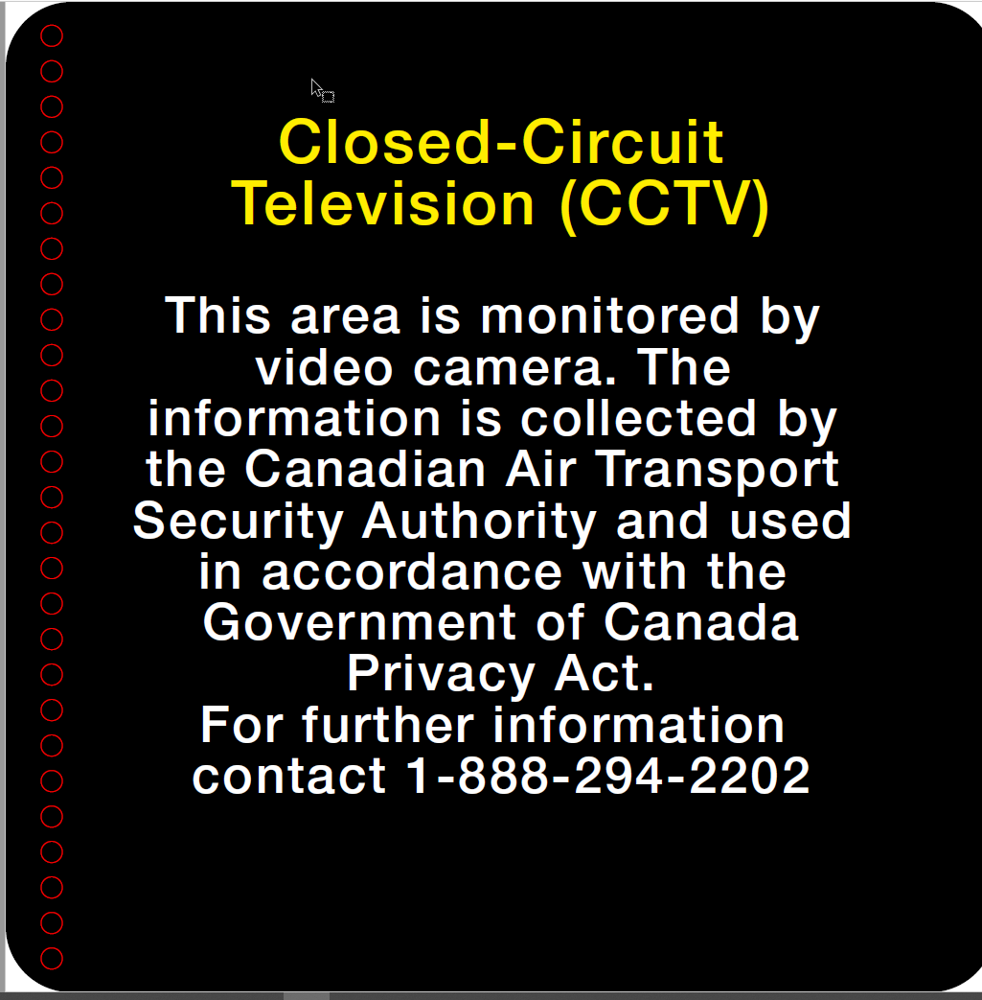 Closed-Circuit
Television (CCTV)
This area is monitored by
video camera. The
information is collected by
the Canadian Air Transport
Security Authority and used
in accordance with the
Government of Canada
Privacy Act.
For further information
contact 1-888-294-2202